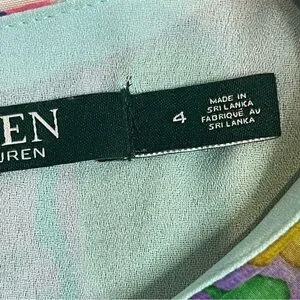 EN
UREN
4
MADE IN
SRI LANKA
FABRIQUÉ AU
SRI LANKA